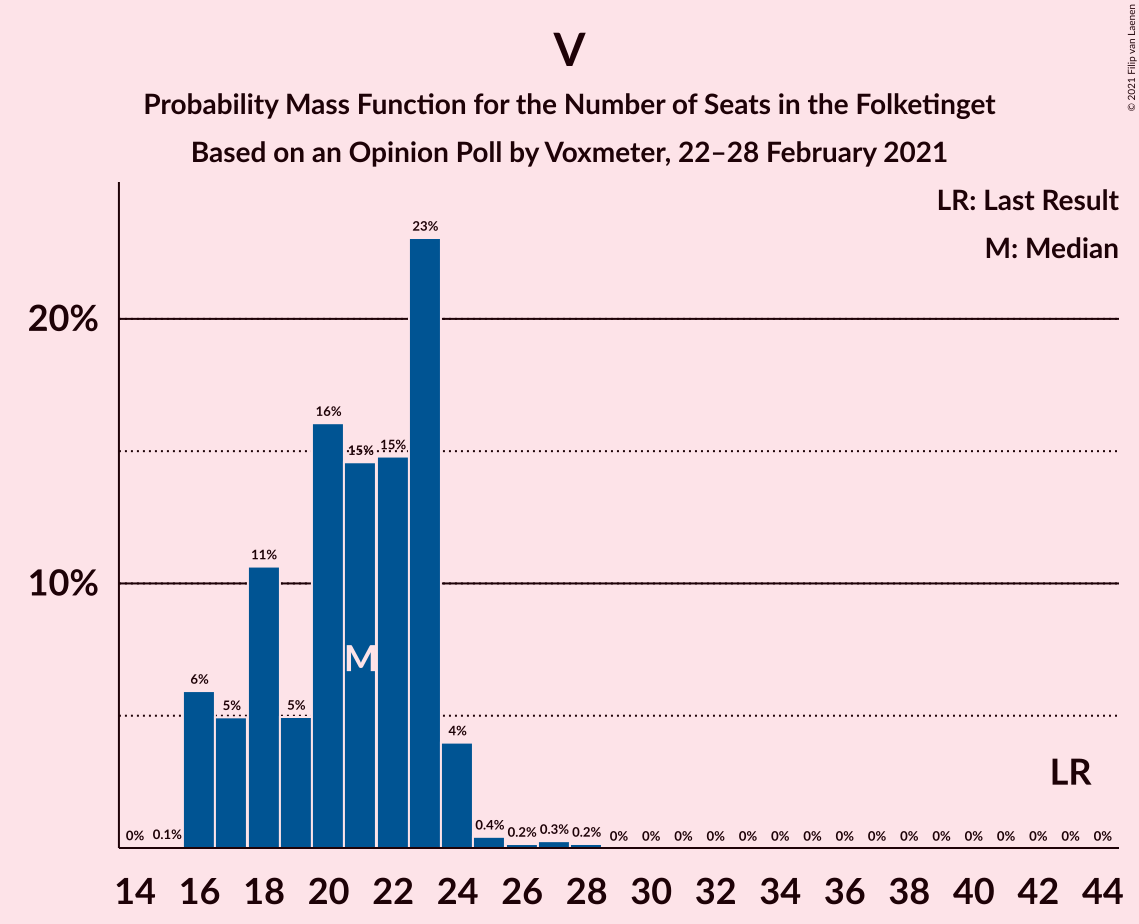 © 2021 Filip van Laenen
V
Probability Mass Function for the Number of Seats in the Folketinget
Based on an Opinion Poll by Voxmeter, 22–28 February 2021
LR: Last Result
M: Median
23%
20%
16%
15% 15%
11%
10%
M
6%
5% 5%
4%
LR
0% 0.1% 0.4% 0.2% 0.3% 0.2% 0% 0% 0% 0% 0% 0% 0% 0% 0% 0% 0% 0% 0% 0% 0% 0%
14 16 18 20 22 24 26 28 30 32 34 36 38 40 42 44